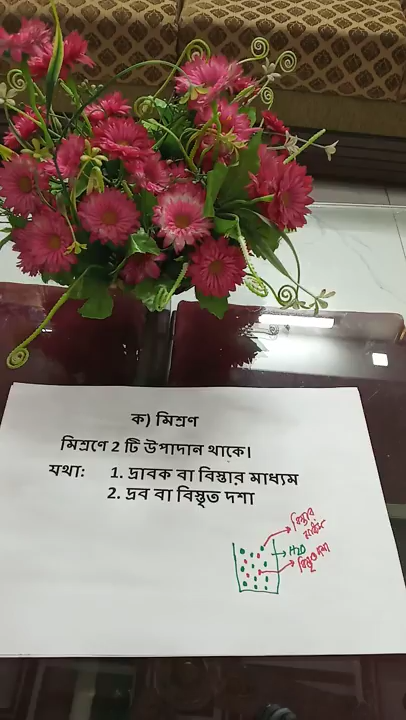 ক) মিশ্রণ
মিশ্রণে 2 টি উপাদান থাকে।
যথা: 1. দ্রাবক বা বিস্তার মাধ্যম
2. দ্রব বা বিস্তৃত দশা
বিস্তার
মাধ্যম
H2O
বিস্তৃত দশা